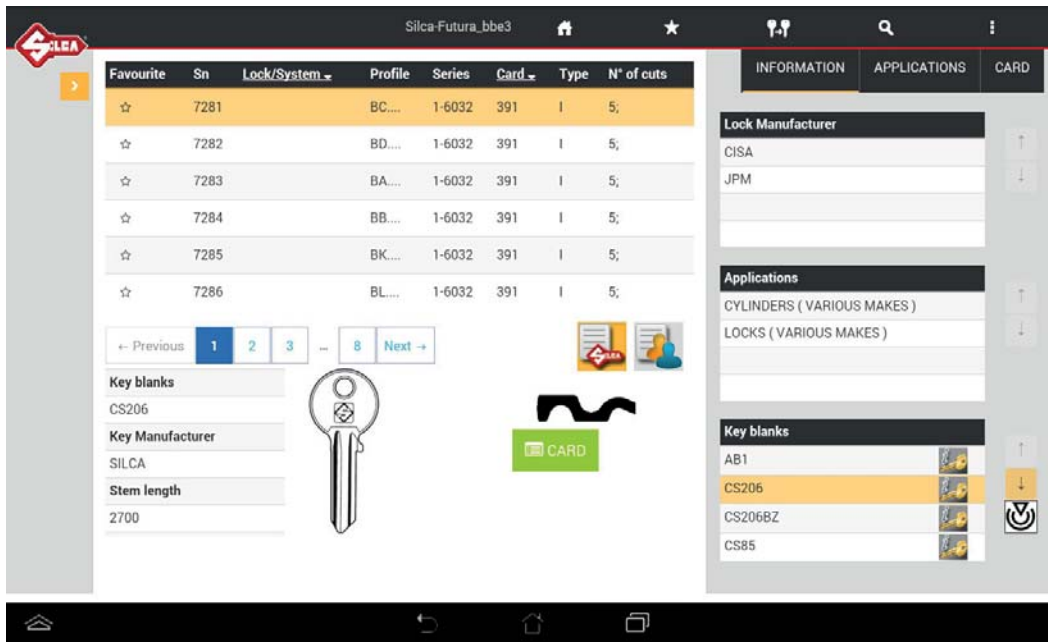 SILCA
Silca-Futura_bbe3
INFORMATION APPLICATIONS CARD
Favourite Sn Lock/System Profile Series Card Type N° of cuts
7281 BC.... 1-6032 391 I 5;
7282 BD.... 1-6032 391 I 5;
7283 BA.... 1-6032 391 I 5;
7284 BB.... 1-6032 391 I 5;
7285 BK.... 1-6032 391 I 5;
7286 BL.... 1-6032 391 I 5;
← Previous 1 2 3 ... 8 Next →
SILCA
Key blanks
CS206
Key Manufacturer
SILCA
Stem length
2700
CARD
Lock Manufacturer
CISA
JPM
Applications
CYLINDERS ( VARIOUS MAKES )
LOCKS ( VARIOUS MAKES )
Key blanks
AB1
CS206
CS206BZ
CS85